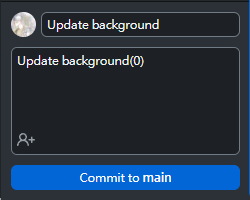 Update background
Update background(0)
Commit to main